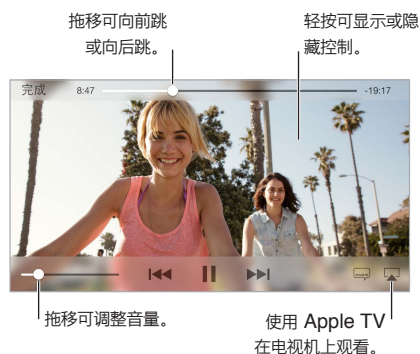 拖移可向前跳
或向后跳。
轻按可显示或隐
藏控制。
完成
8:47
-19:17
拖移可调整音量。
使用 Apple TV
在电视机上观看。